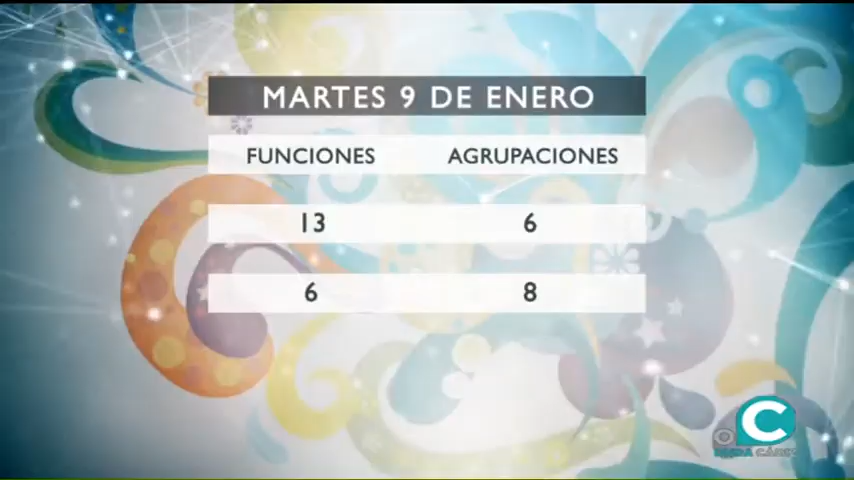 MARTES 9 DE ENERO
FUNCIONES AGRUPACIONES
13 6
6 8
C